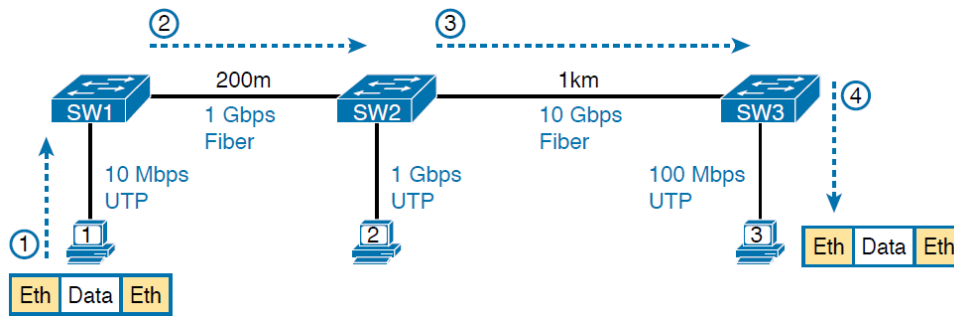 2
3
200m
1km
SW1
SW2
SW3
4
1 Gbps
Fiber
10 Gbps
Fiber
10 Mbps
UTP
1 Gbps
UTP
100 Mbps
UTP
1
1
2
3
Eth Data Eth
Eth Data Eth